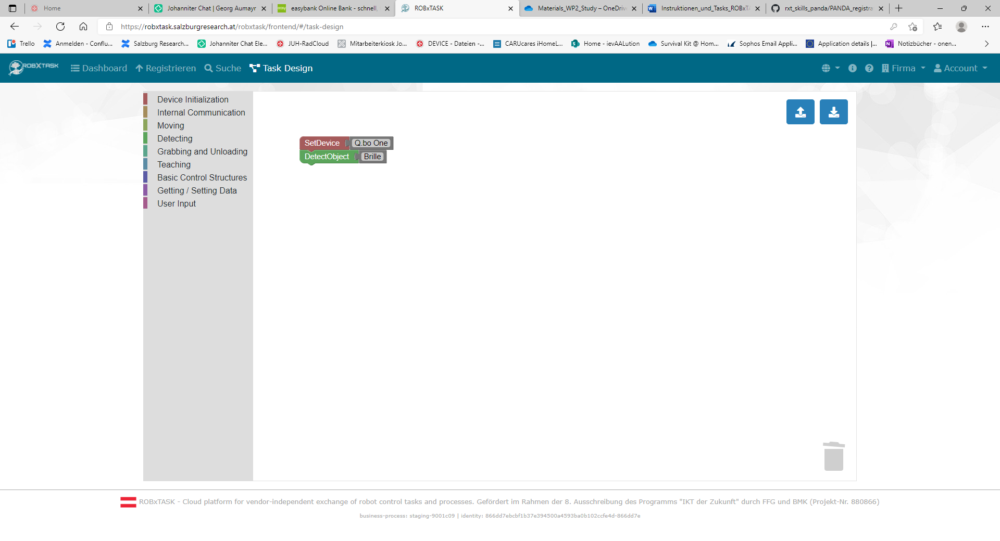 Home
Johanniter Chat | Georg Aumayr
easybank Online Bank - schnell,
ROBxTASK
Materials_WP2_Study – OneDriv
Instruktionen_und_Tasks_ROBxTA
rxt_skills_panda/PANDA_registra
https://robxtask.salzburgresearch.at/robxtask/frontend/#/task-design
Trello
Anmelden - Conflu...
Salzburg Research...
Johanniter Chat Ele...
JUH-RadCloud
Mitarbeiterkiosk Jo...
DEVICE - Dateien -...
CARUcares iHomeL...
Home - ievAALution
Survival Kit @ Hom...
Sophos Email Appli...
Application details |...
Notizbücher - onen...
ROBXTASK
Dashboard
Registrieren
Suche
Task Design
Firma
Account
Device Initialization
Internal Communication
Moving
Detecting
Grabbing and Unloading
Teaching
Basic Control Structures
Getting / Setting Data
User Input
SetDevice Q.bo One
DetectObject Brille
ROBxTASK - Cloud platform for vendor-independent exchange of robot control tasks and processes. Gefördert im Rahmen der 8. Ausschreibung des Programms "IKT der Zukunft" durch FFG und BMK (Projekt-Nr. 880866)
business-process: staging-9001c09 | identity: 866dd7ebcbf1b37e394500a4593ba0b102ccfe4d-866dd7e